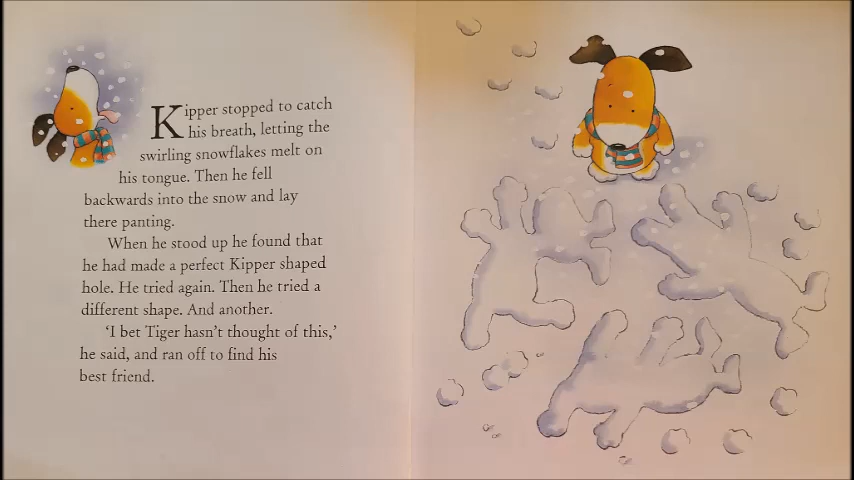 Kipper stopped to catch
his breath, letting the
swirling snowflakes melt on
his tongue. Then he fell
backwards into the snow and lay
there panting.
When he stood up he found that
he had made a perfect Kipper shaped
hole. He tried again. Then he tried a
different shape. And another.
‘I bet Tiger hasn’t thought of this,’
he said, and ran off to find his
best friend.